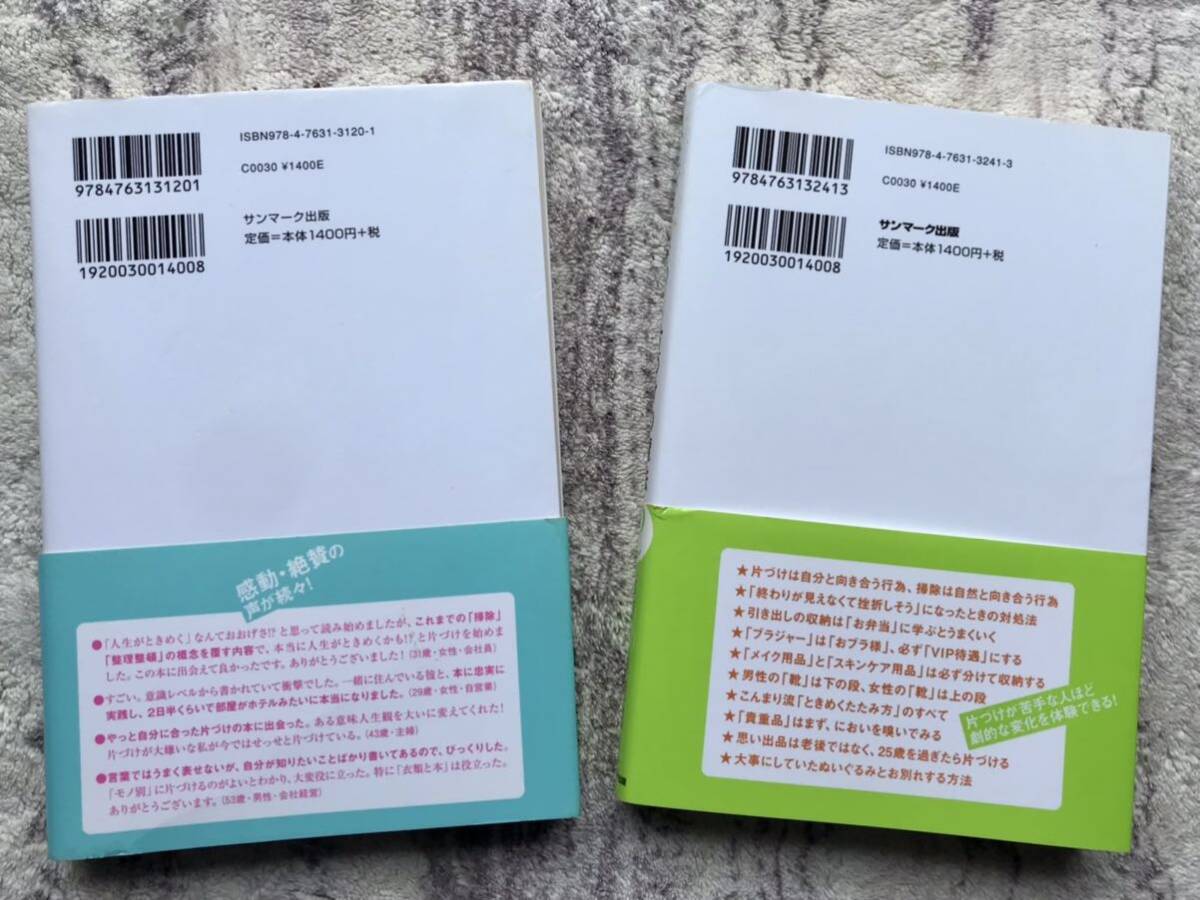 ISBN978-4-7631-3120-1
9784763131201
C0030 ¥1400E
サンマーク出版
定価=本体1400円+税
1920030014008
感動・絶賛の
声が続々!
●「人生がときめく」なんておおげさ!?と思って読み始めましたが、これまでの「掃除」
「整理整頓」の概念を覆す内容で、本当に人生がときめくかも!?と片づけを始めま
した。この本に出会えて良かったです。ありがとうございました!(31歳・女性・会社員)
●すごい。意識レベルから書かれていて衝撃でした。一緒に住んでいる彼と、本に忠実に
実践し、2日半くらいで部屋がホテルみたいに本当になりました。(29歳・女性・自営業)
●やっと自分に合った片づけの本に出会った。ある意味人生観を大いに変えてくれた!
片づけが大嫌いな私が今ではせっせと片づけている。(43歳・主婦)
●言葉ではうまく表せないが、自分が知りたいことばかり書いてあるので、びっくりした。
「モノ別」に片づけるのがよいとわかり、大変役に立った。特に「衣類と本」は役立った。
ありがとうございます。(53歳・男性・会社経営)
ISBN978-4-7631-3241-3
9784763132413
C0030 ¥1400E
サンマーク出版
定価=本体1400円+税
1920030014008
★片づけは自分と向き合う行為、掃除は自然と向き合う行為
★「終わりが見えなくて挫折しそう」になったときの対処法
★引き出しの収納は「お弁当」に学ぶとうまくいく
★「ブラジャー」は「おブラ様」、必ず「VIP待遇」にする
★「メイク用品」と「スキンケア用品」は必ず分けて収納する
★男性の「靴」は下の段、女性の「靴」は上の段
★こんまり流「ときめくたたみ方」のすべて
★「貴重品」はまず、においを嗅いでみる
★思い出品は老後ではなく、25歳を過ぎたら片づける
★大事にしていたぬいぐるみとお別れする方法
片づけが苦手な人ほど
劇的な変化を体験できる!